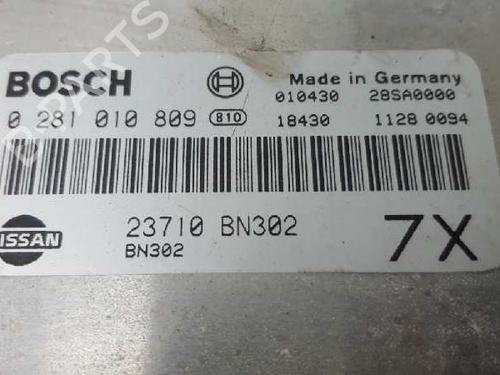 B-PARTS
BOSCH
Made in Germany
010430 28SA0000
0 281 010 809 810 18430 1128 0094
NISSAN 23710 BN302 7X
BN302